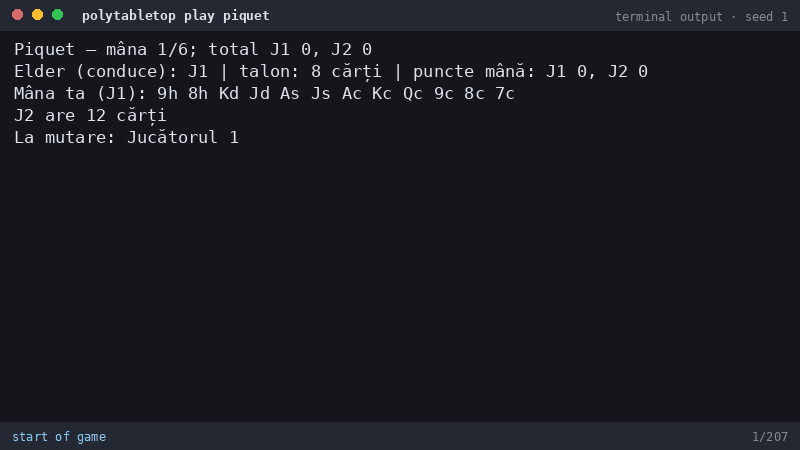 polytabletop play piquet
terminal output · seed 1
Piquet — mâna 1/6; total J1 0, J2 0
Elder (conduce): J1 | talon: 8 cărți | puncte mână: J1 0, J2 0
Mâna ta (J1): 9h 8h Kd Jd As Js Ac Kc Qc 9c 8c 7c
J2 are 12 cărți
La mutare: Jucătorul 1
start of game
1/207